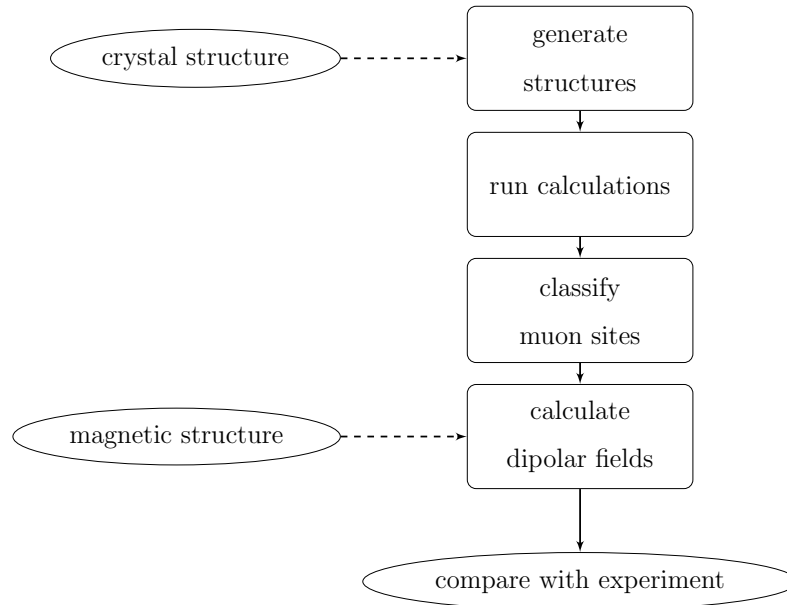 crystal structure
generate
structures
run calculations
classify
muon sites
magnetic structure
calculate
dipolar fields
compare with experiment